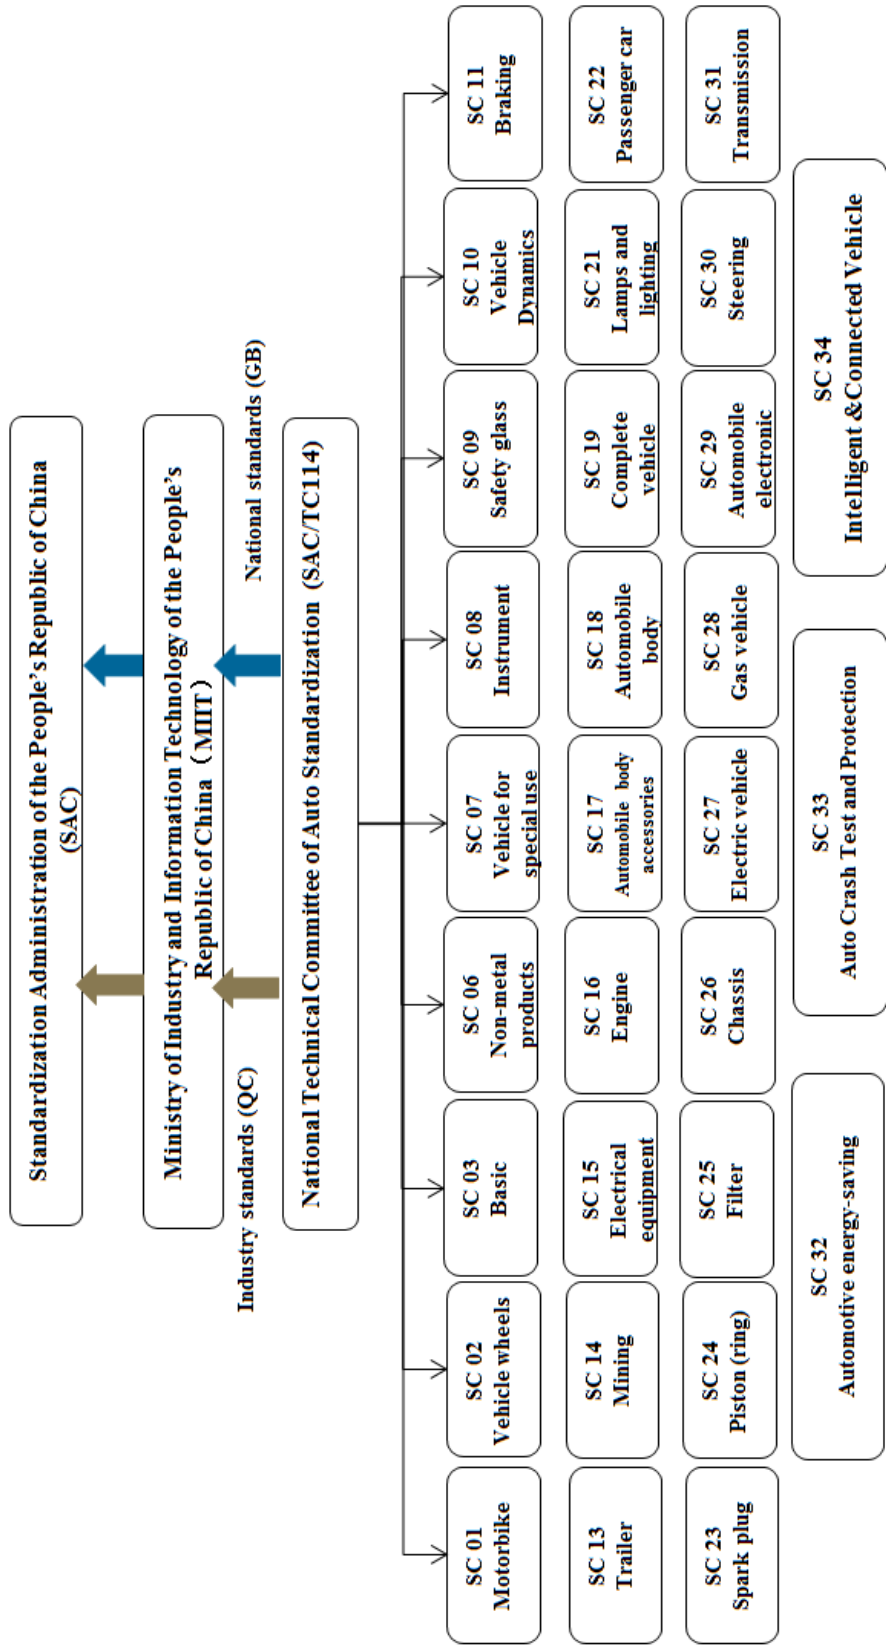 Standardization Administration of the People's Republic of China
(SAC)
Ministry of Industry and Information Technology of the People's
Republic of China（MIIT）
Industry standards (QC)
National standards (GB)
National Technical Committee of Auto Standardization (SAC/TC114)
SC 01
Motorbike
SC 02
Vehicle wheels
SC 03
Basic
SC 06
Non-metal
products
SC 07
Vehicle for
special use
SC 08
Instrument
SC 09
Safety glass
SC 10
Vehicle
Dynamics
SC 11
Braking
SC 13
Trailer
SC 14
Mining
SC 15
Electrical
equipment
SC 16
Engine
SC 17
Automobile body
accessories
SC 18
Automobile
body
SC 19
Complete
vehicle
SC 21
Lamps and
lighting
SC 22
Passenger car
SC 23
Spark plug
SC 24
Piston (ring)
SC 25
Filter
SC 26
Chassis
SC 27
Electric vehicle
SC 28
Gas vehicle
SC 29
Automobile
electronic
SC 30
Steering
SC 31
Transmission
SC 32
Automotive energy-saving
SC 33
Auto Crash Test and Protection
SC 34
Intelligent &Connected Vehicle